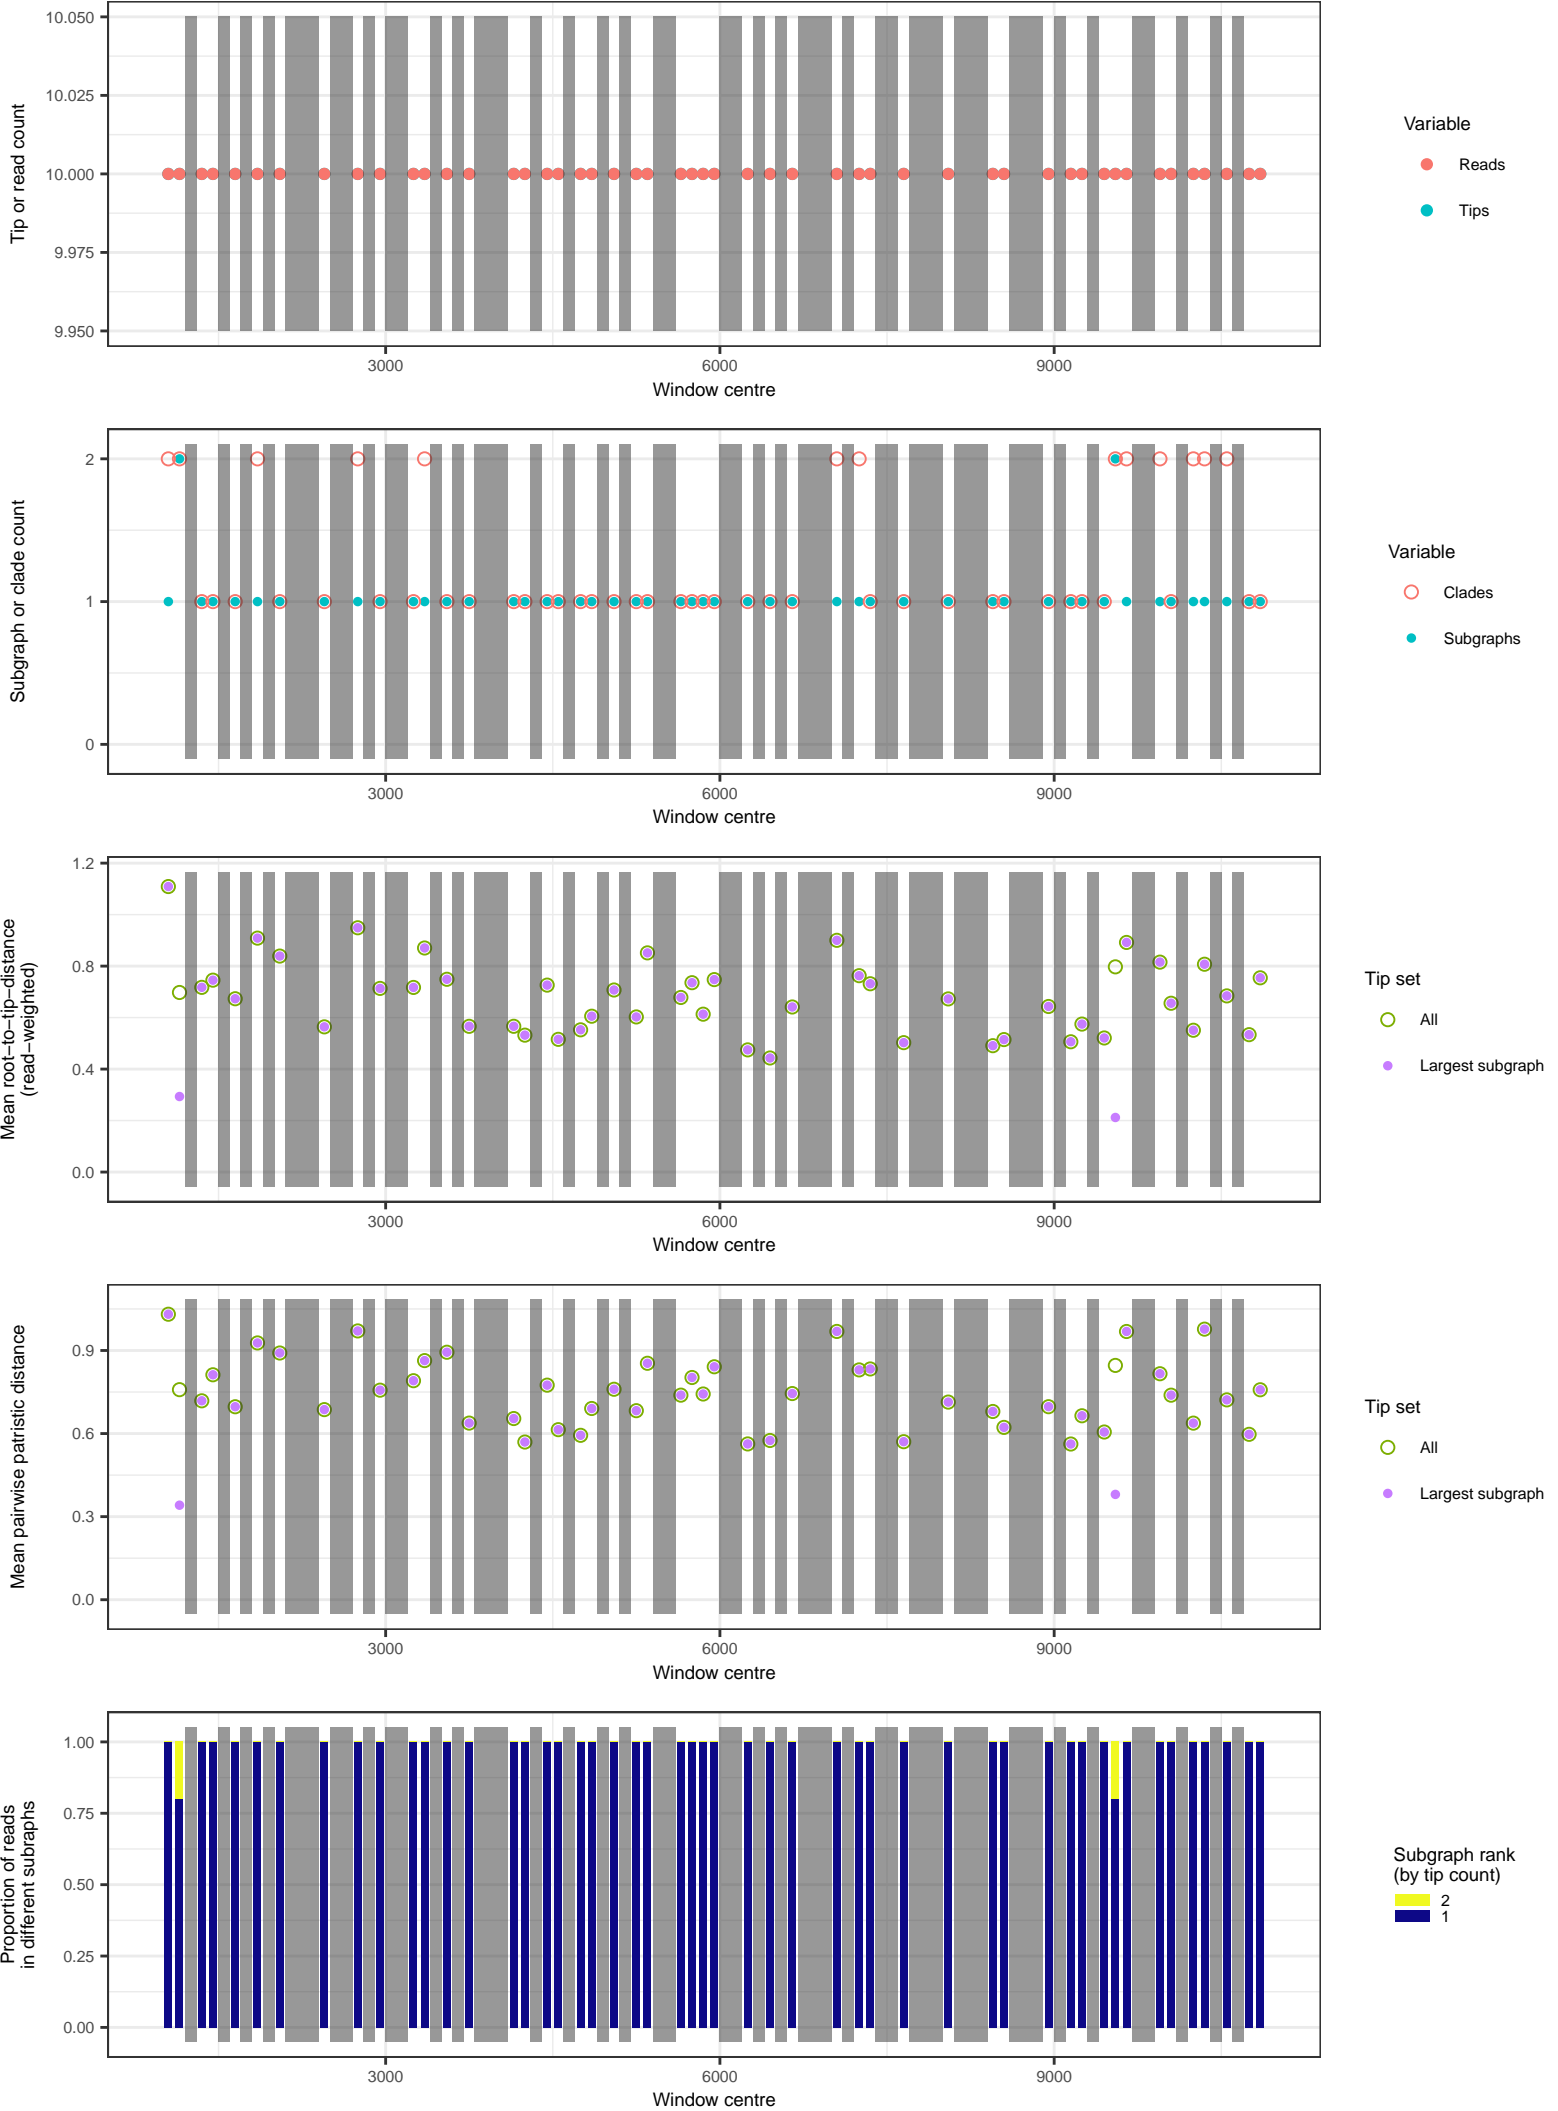 10.050
10.025
10.000
9.975
9.950
Tip or read count
3000
6000
9000
Window centre
Variable
Reads
Tips
2
1
0
Subgraph or clade count
3000
6000
9000
Window centre
Variable
Clades
Subgraphs
1.2
0.8
0.4
0.0
Mean root−to−tip−distance
(read−weighted)
3000
6000
9000
Window centre
Tip set
All
Largest subgraph
0.9
0.6
0.3
0.0
Mean pairwise patristic distance
3000
6000
9000
Window centre
Tip set
All
Largest subgraph
1.00
0.75
0.50
0.25
0.00
Proportion of reads
in different subraphs
3000
6000
9000
Window centre
Subgraph rank
(by tip count)
2
1